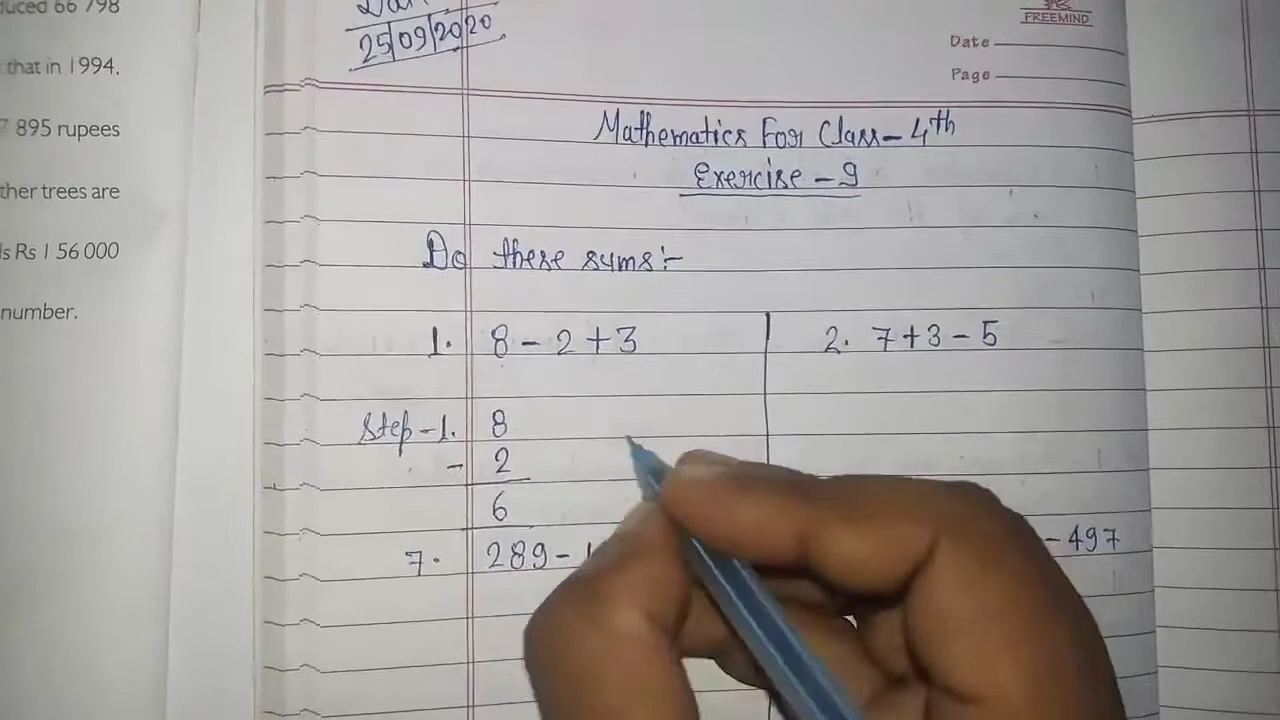 duced 66 798
that in 1994.
7 895 rupees
ther trees are
ls Rs 1 56 000
number.
25/09/2020
FREEMIND
Date
Page
Mathematics For Class - 4th
Exercise - 9
Do these sums:-
1. 8 - 2 + 3
2. 7 + 3 - 5
Step - 1. 8
- 2
6
7. 289 -
- 497